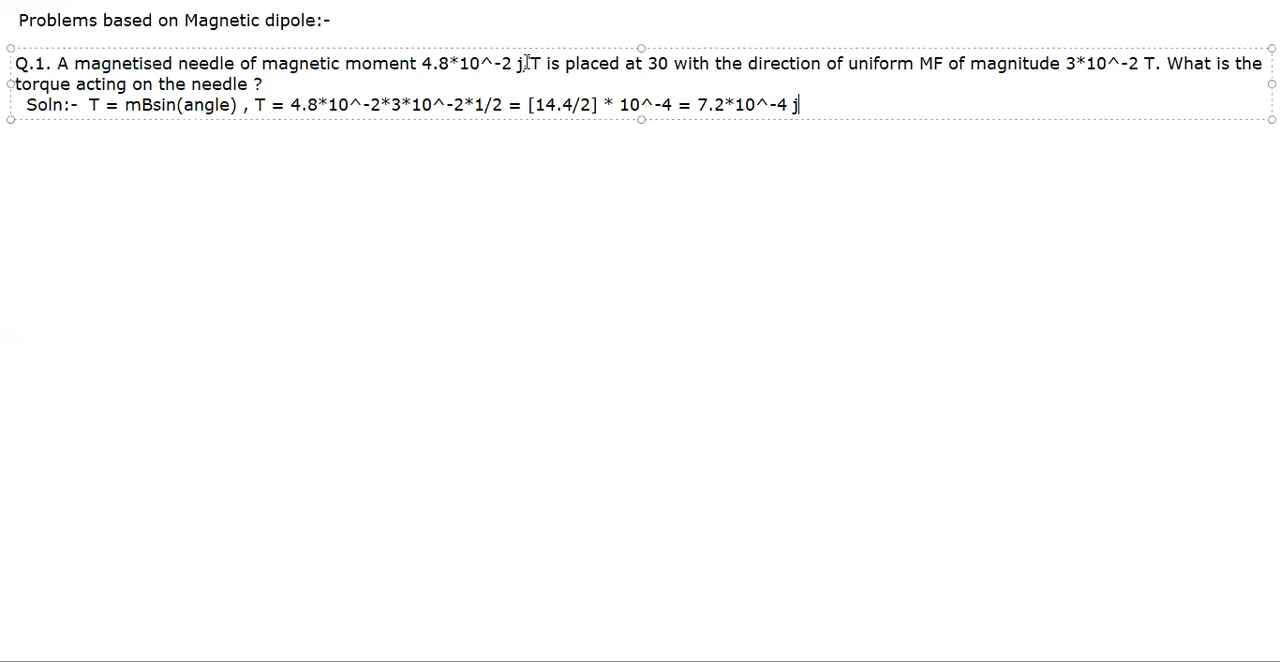 Problems based on Magnetic dipole:-
Q.1. A magnetised needle of magnetic moment 4.8*10^-2 j/T is placed at 30 with the direction of uniform MF of magnitude 3*10^-2 T. What is the
torque acting on the needle ?
Soln:- T = mBsin(angle) , T = 4.8*10^-2*3*10^-2*1/2 = [14.4/2] * 10^-4 = 7.2*10^-4 j